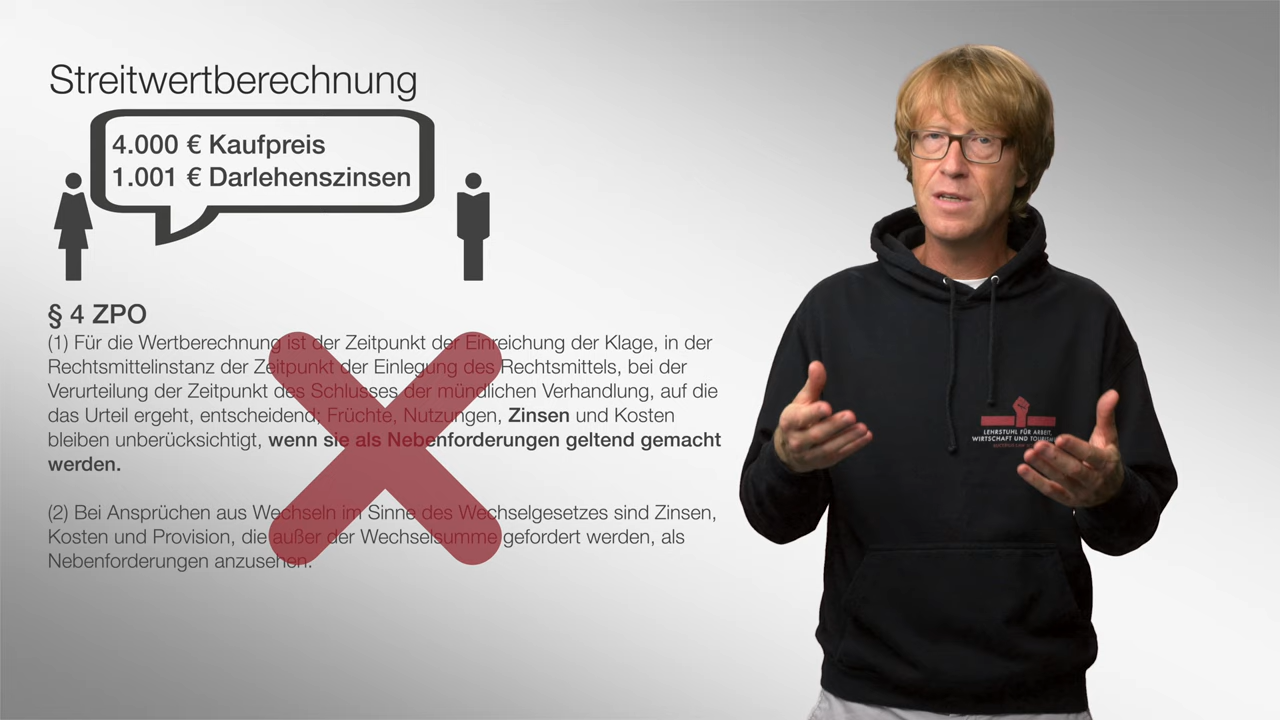 Streitwertberechnung
4.000 € Kaufpreis
1.001 € Darlehenszinsen
§ 4 ZPO
(1) Für die Wertberechnung ist der Zeitpunkt der Einreichung der Klage, in der
Rechtsmittelinstanz der Zeitpunkt der Einlegung des Rechtsmittels, bei der
Verurteilung der Zeitpunkt des Schlusses der mündlichen Verhandlung, auf die
das Urteil ergeht, entscheidend; Früchte, Nutzungen, Zinsen und Kosten
bleiben unberücksichtigt, wenn sie als Nebenforderungen geltend gemacht
werden.
(2) Bei Ansprüchen aus Wechseln im Sinne des Wechselgesetzes sind Zinsen,
Kosten und Provision, die außer der Wechselsumme gefordert werden, als
Nebenforderungen anzusehen.
LEHRSTUHL FÜR ARBEIT,
WIRTSCHAFT UND